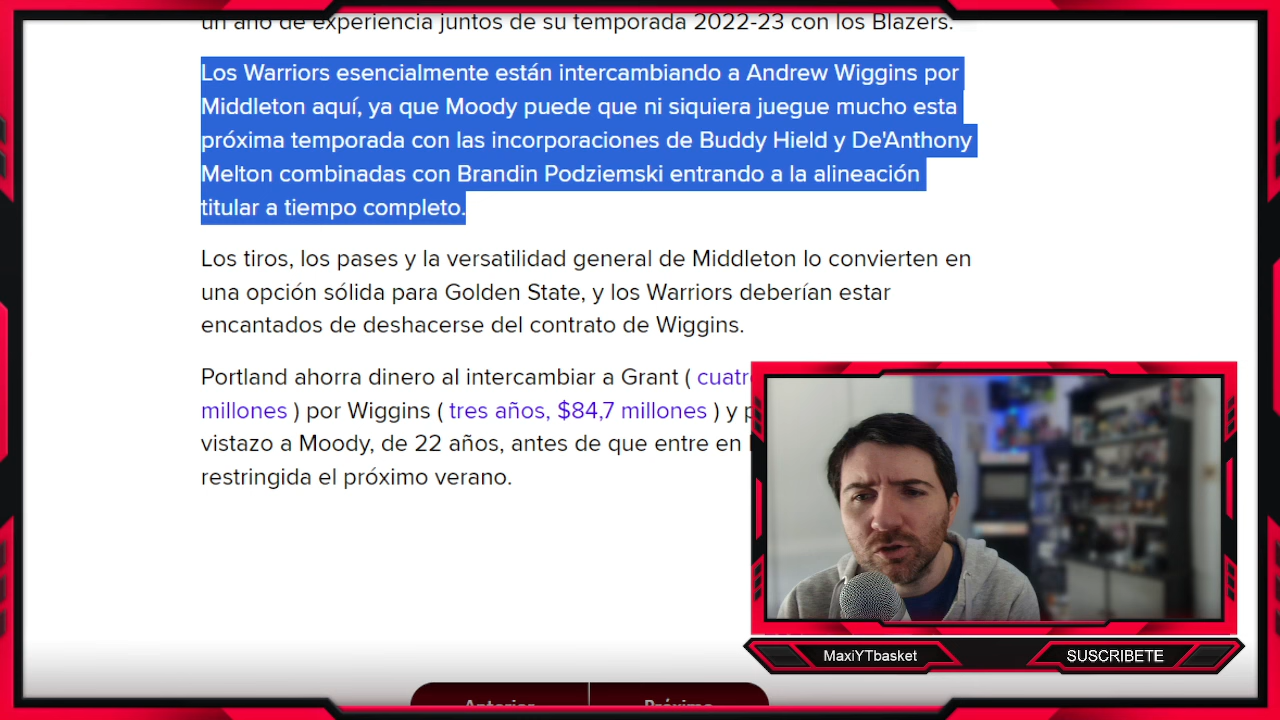 un año de experiencia juntos de su temporada 2022-23 con los Blazers.
Los Warriors esencialmente están intercambiando a Andrew Wiggins por
Middleton aquí, ya que Moody puede que ni siquiera juegue mucho esta
próxima temporada con las incorporaciones de Buddy Hield y De'Anthony
Melton combinadas con Brandin Podziemski entrando a la alineación
titular a tiempo completo.
Los tiros, los pases y la versatilidad general de Middleton lo convierten en
una opción sólida para Golden State, y los Warriors deberían estar
encantados de deshacerse del contrato de Wiggins.
Portland ahorra dinero al intercambiar a Grant (
millones ) por Wiggins ( tres años, $84,7 millones ) y
vistazo a Moody, de 22 años, antes de que entre en
restringida el próximo verano.
MaxiYTbasket
SUSCRIBETE
Anterior
Próximo